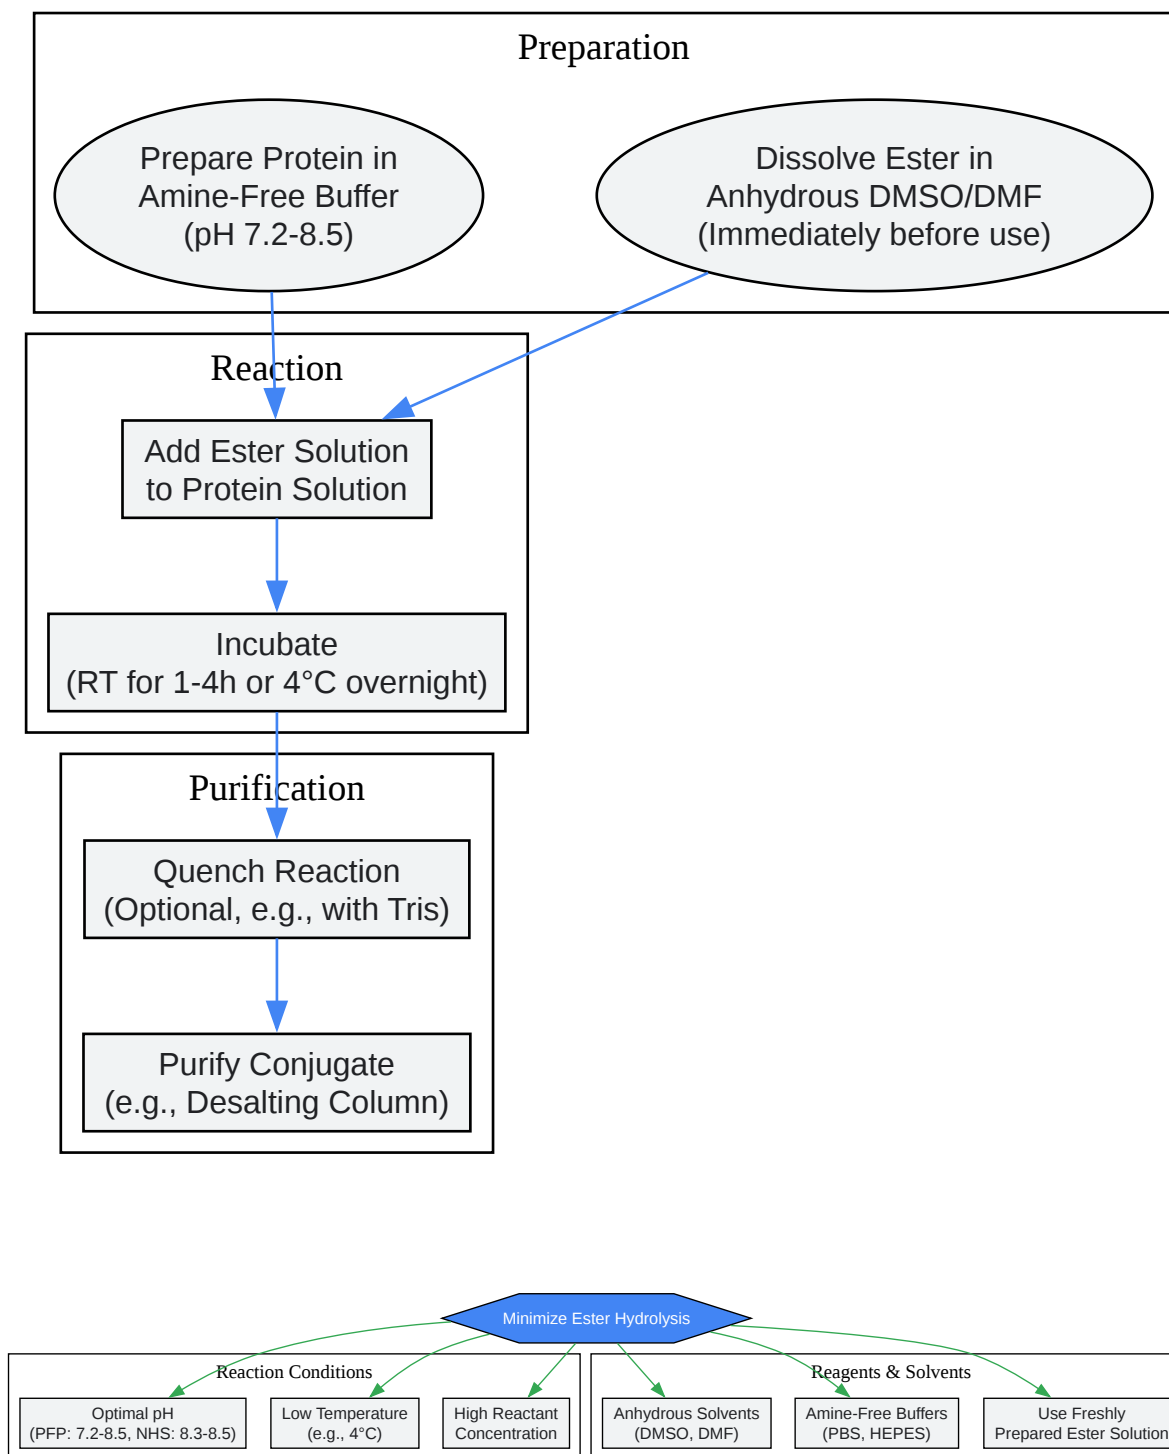 Preparation
Prepare Protein in
Amine-Free Buffer
(pH 7.2-8.5)
Dissolve Ester in
Anhydrous DMSO/DMF
(Immediately before use)
Reaction
Add Ester Solution
to Protein Solution
Incubate
(RT for 1-4h or 4°C overnight)
Purification
Quench Reaction
(Optional, e.g., with Tris)
Purify Conjugate
(e.g., Desalting Column)
Minimize Ester Hydrolysis
Reaction Conditions
Optimal pH
(PFP: 7.2-8.5, NHS: 8.3-8.5)
Low Temperature
(e.g., 4°C)
High Reactant
Concentration
Reagents & Solvents
Anhydrous Solvents
(DMSO, DMF)
Amine-Free Buffers
(PBS, HEPES)
Use Freshly
Prepared Ester Solution